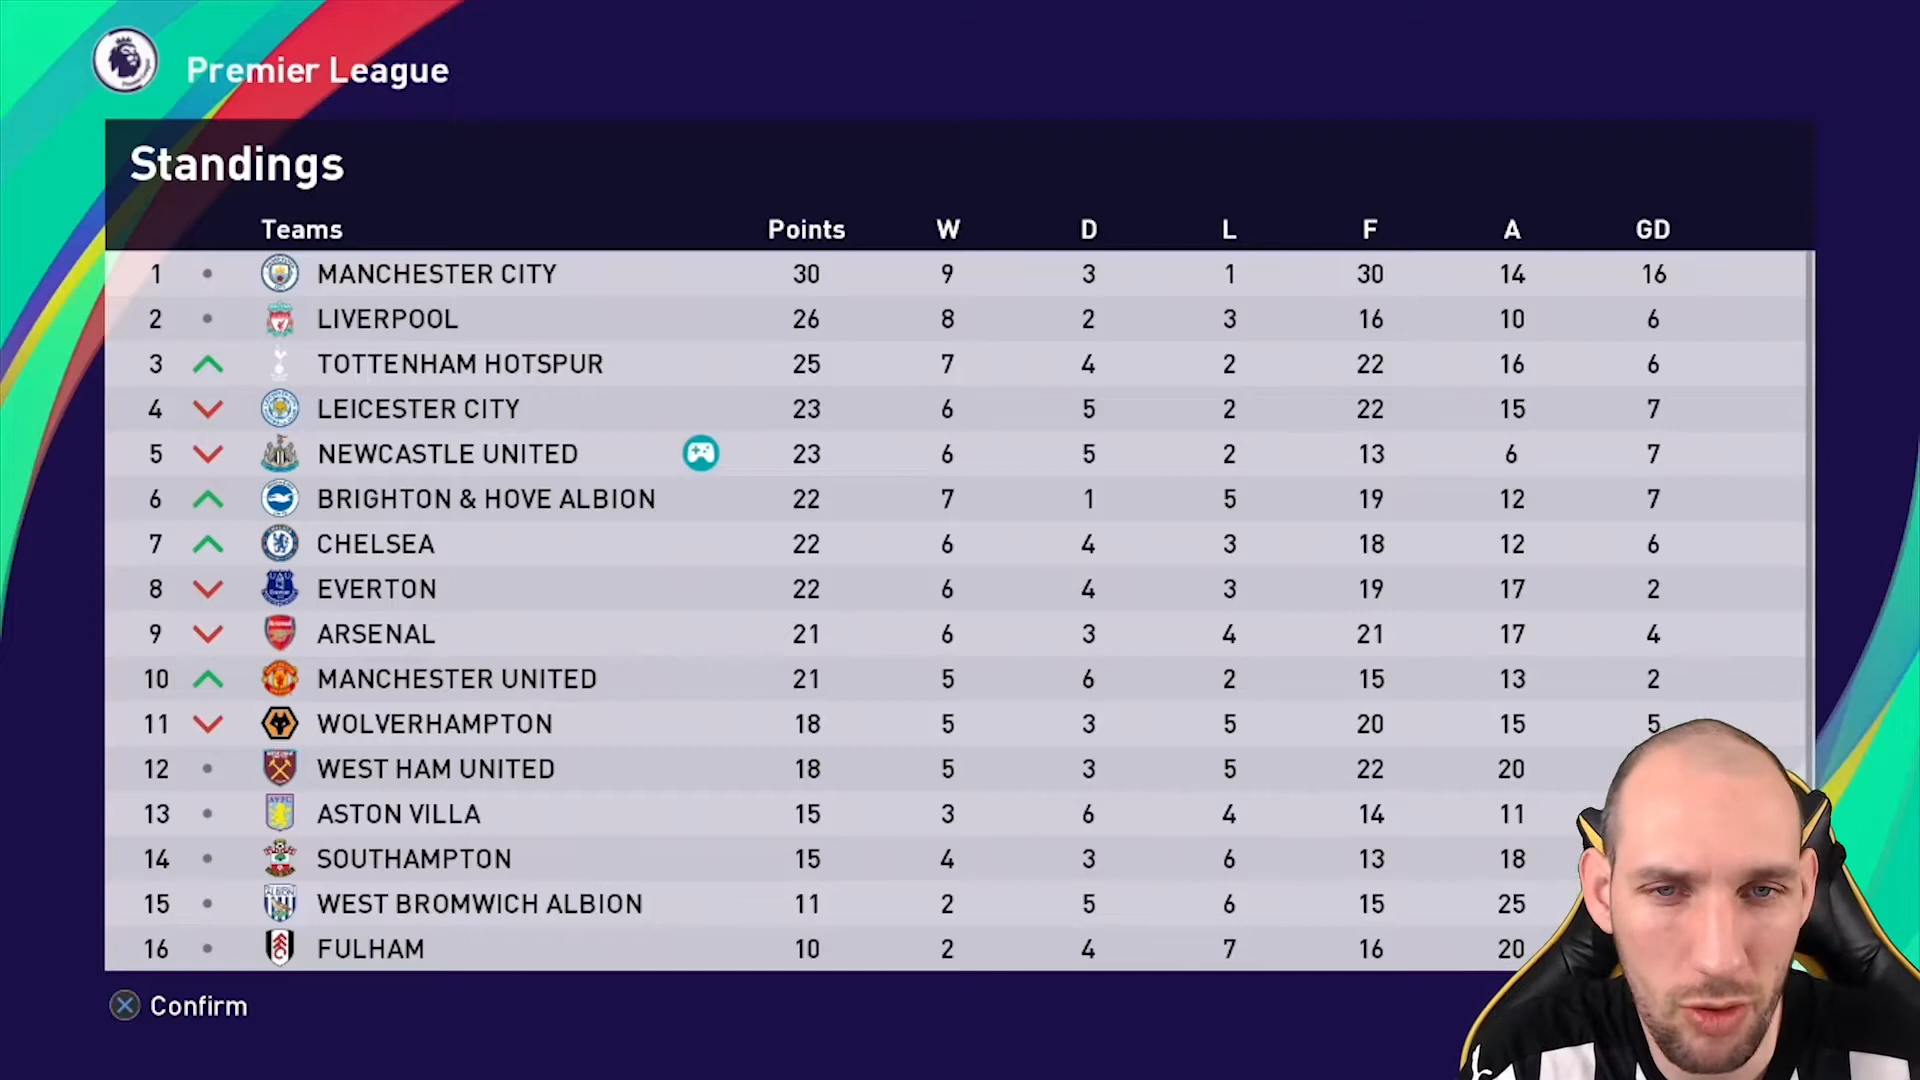 Premier League
Standings
Teams Points W D L F A GD
1 MANCHESTER CITY 30 9 3 1 30 14 16
2 LIVERPOOL 26 8 2 3 16 10 6
3 TOTTENHAM HOTSPUR 25 7 4 2 22 16 6
4 LEICESTER CITY 23 6 5 2 22 15 7
5 NEWCASTLE UNITED 23 6 5 2 13 6 7
6 BRIGHTON & HOVE ALBION 22 7 1 5 19 12 7
7 CHELSEA 22 6 4 3 18 12 6
8 EVERTON 22 6 4 3 19 17 2
9 ARSENAL 21 6 3 4 21 17 4
10 MANCHESTER UNITED 21 5 6 2 15 13 2
11 WOLVERHAMPTON 18 5 3 5 20 15 5
12 WEST HAM UNITED 18 5 3 5 22 20
13 ASTON VILLA 15 3 6 4 14 11
14 SOUTHAMPTON 15 4 3 6 13 18
15 WEST BROMWICH ALBION 11 2 5 6 15 25
16 FULHAM 10 2 4 7 16 20
Confirm